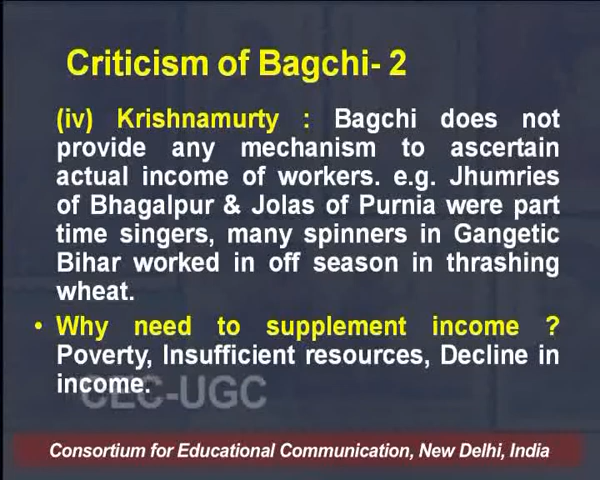 Criticism of Bagchi- 2
(iv) Krishnamurty : Bagchi does not
provide any mechanism to ascertain
actual income of workers. e.g. Jhumries
of Bhagalpur & Jolas of Purnia were part
time singers, many spinners in Gangetic
Bihar worked in off season in thrashing
wheat.
• Why need to supplement income ?
Poverty, Insufficient resources, Decline in
income.
CEC-UGC
Consortium for Educational Communication, New Delhi, India